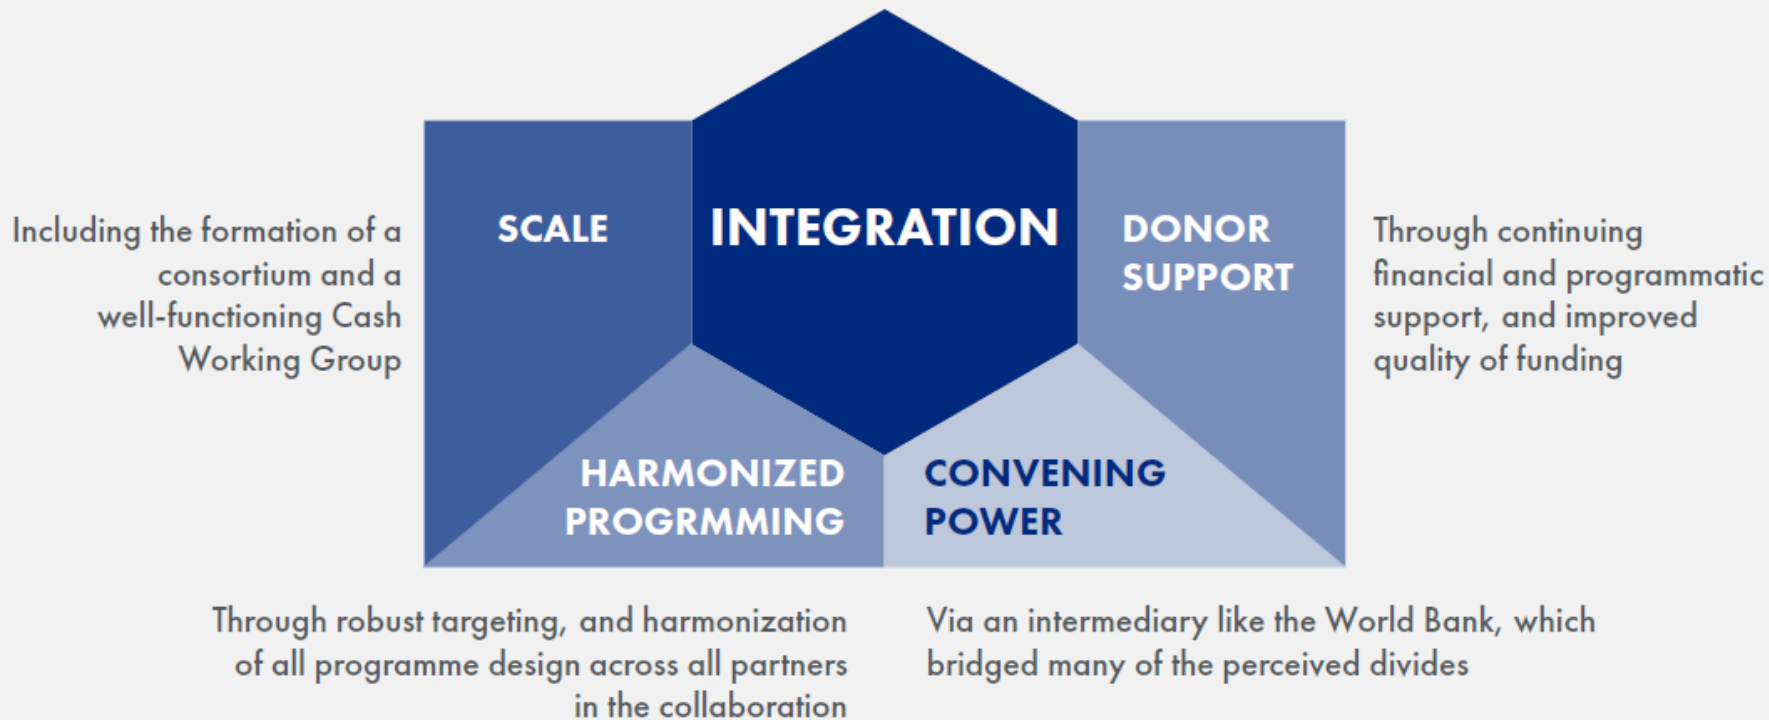 INTEGRATION
SCALE
Including the formation of a
consortium and a
well-functioning Cash
Working Group
DONOR
SUPPORT
Through continuing
financial and programmatic
support, and improved
quality of funding
HARMONIZED
PROGRMMING
Through robust targeting, and harmonization
of all programme design across all partners
in the collaboration
CONVENING
POWER
Via an intermediary like the World Bank, which
bridged many of the perceived divides